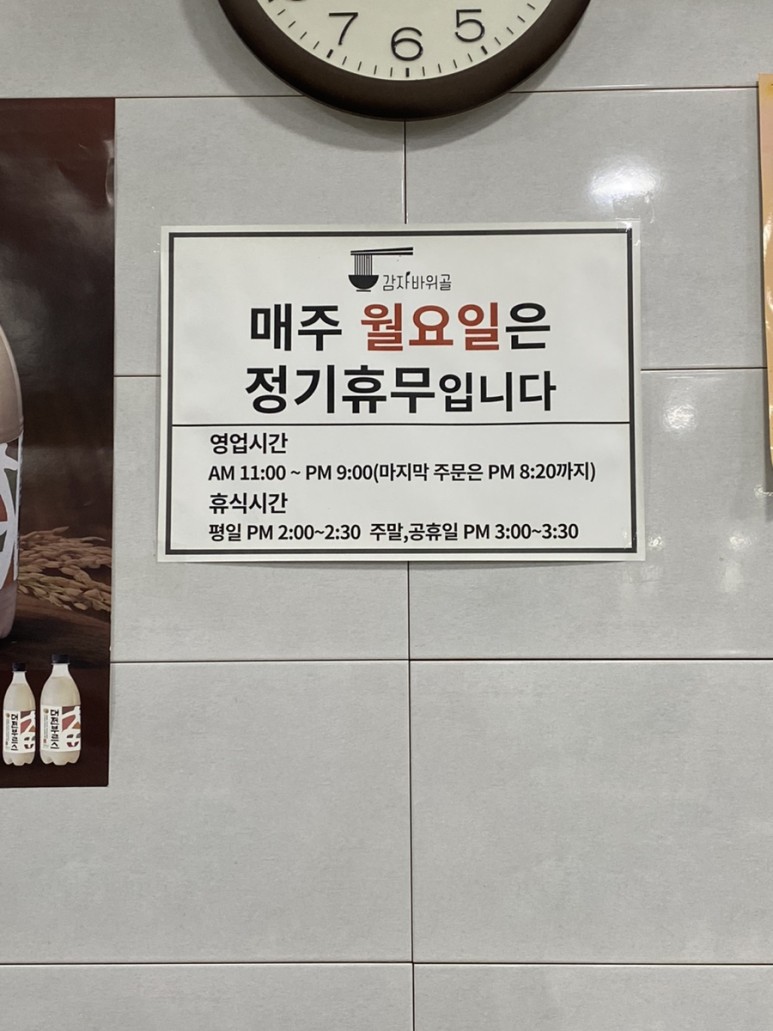 7 6 5
감자바위골
매주 월요일은
정기휴무입니다
영업시간
AM 11:00 ~ PM 9:00(마지막 주문은 PM 8:20까지)
휴식시간
평일 PM 2:00~2:30 주말,공휴일 PM 3:00~3:30